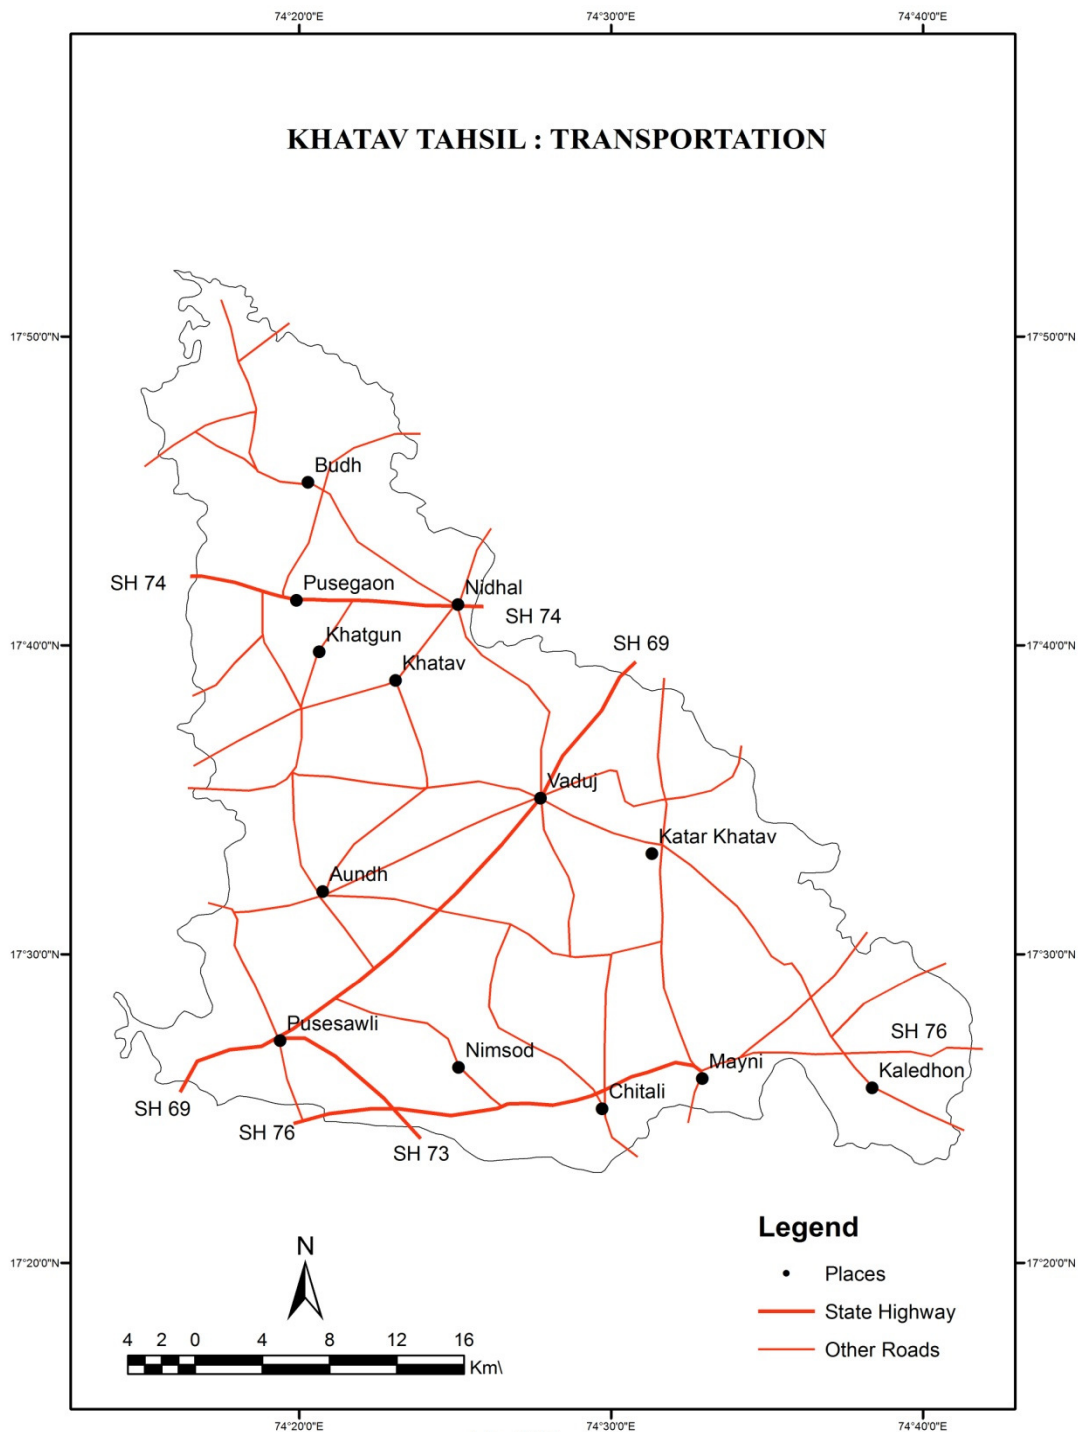 74°20'0"E
74°30'0"E
74°40'0"E
KHATAV TAHSIL : TRANSPORTATION
17°50'0"N
17°50'0"N
Budh
SH 74
Pusegaon
Nidhal
SH 74
Khatgun
17°40'0"N
SH 69
17°40'0"N
Khatav
Vaduj
Katar Khatav
Aundh
17°30'0"N
17°30'0"N
Pusesawli
SH 76
Nimsod
Mayni
Kaledhon
Chitali
SH 69
SH 76
SH 73
Legend
N
17°20'0"N
17°20'0"N
Places
State Highway
4 2 0 4 8 12 16
Km\
Other Roads
74°20'0"E
74°30'0"E
74°40'0"E